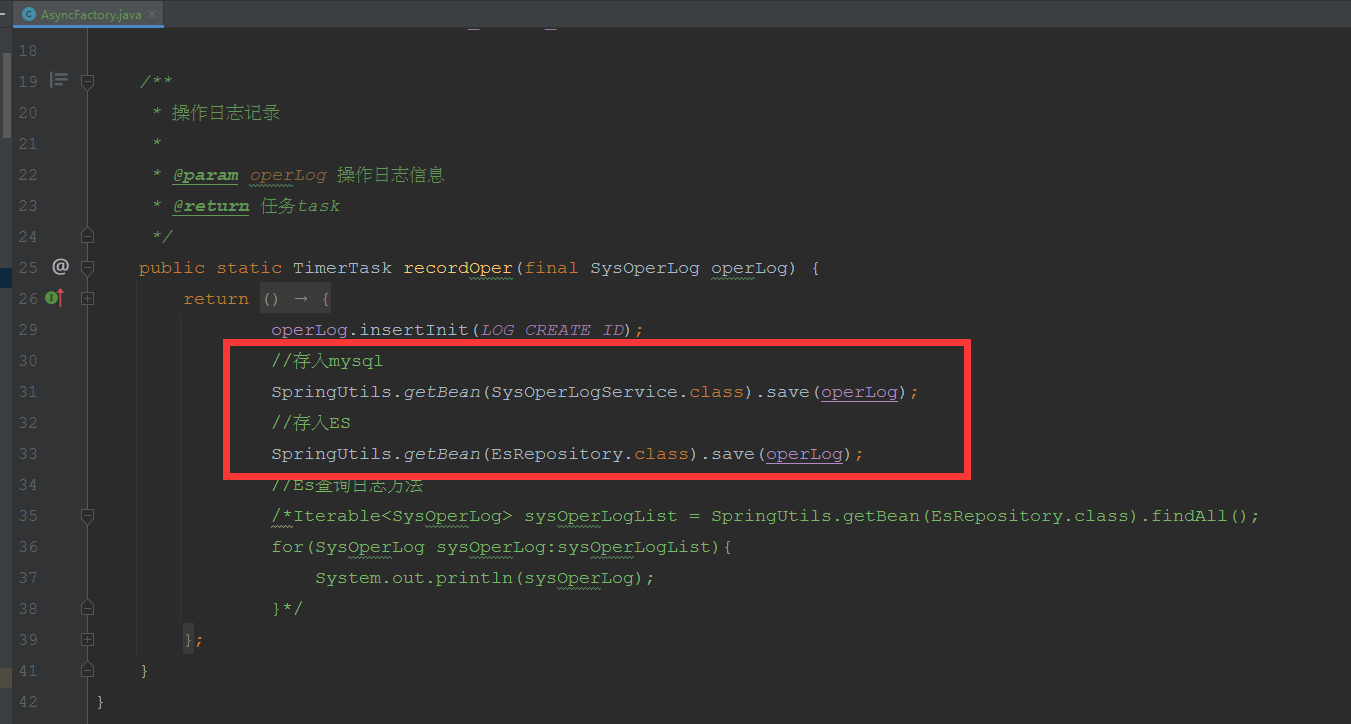 AsyncFactory.java
18
19 /**
20 * 操作日志记录
21 *
22 * @param operLog 操作日志信息
23 * @return 任务task
24 */
25 @ public static TimerTask recordOper(final SysOperLog operLog) {
26 return () → {
29 operLog.insertInit(LOG_CREATE_ID);
30 //存入mysql
31 SpringUtils.getBean(SysOperLogService.class).save(operLog);
32 //存入ES
33 SpringUtils.getBean(EsRepository.class).save(operLog);
34 //Es查询日志方法
35 /*Iterable<SysOperLog> sysOperLogList = SpringUtils.getBean(EsRepository.class).findAll();
36 for(SysOperLog sysOperLog:sysOperLogList){
37 System.out.println(sysOperLog);
38 }*/
39 };
41 }
42 }